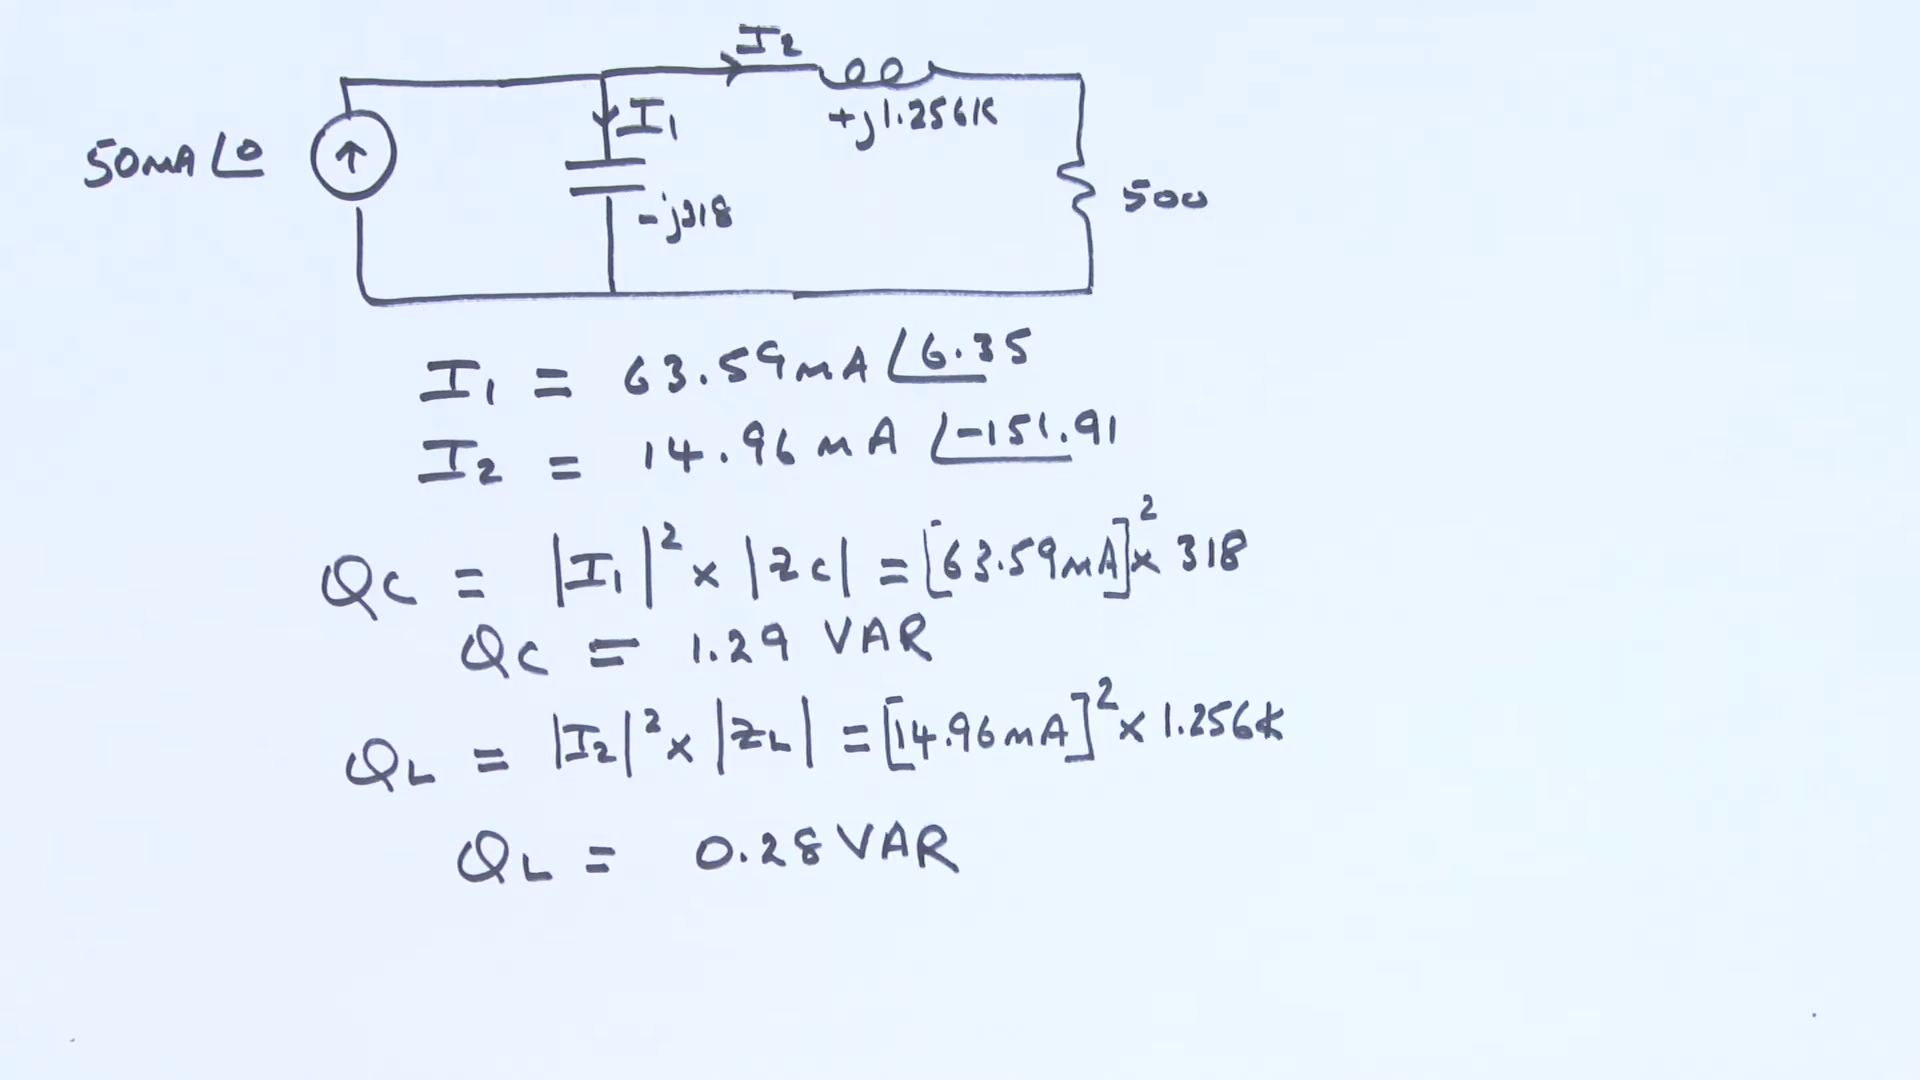 I2
I1
+j1.256K
50mA∠0
-j318
500
I1 = 63.59mA∠6.35
I2 = 14.96mA∠-151.91
QC = |I1|² x |ZC| = [63.59mA]² x 318
QC = 1.29 VAR
QL = |I2|² x |ZL| = [14.96mA]² x 1.256K
QL = 0.28 VAR